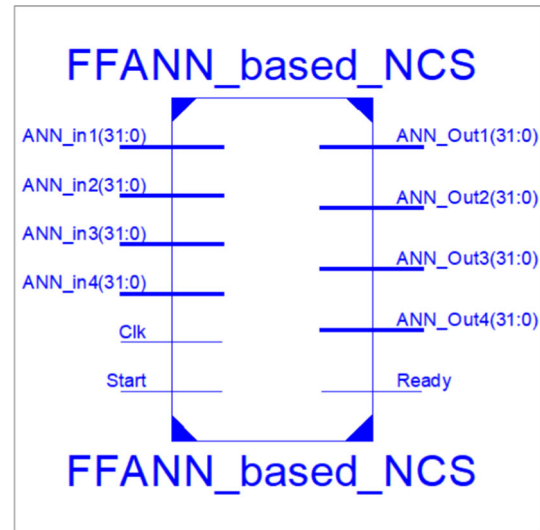 FFANN_based_NCS
ANN_in1(31:0)
ANN_Out1(31:0)
ANN_in2(31:0)
ANN_Out2(31:0)
ANN_in3(31:0)
ANN_Out3(31:0)
ANN_in4(31:0)
ANN_Out4(31:0)
Clk
Start
Ready
FFANN_based_NCS